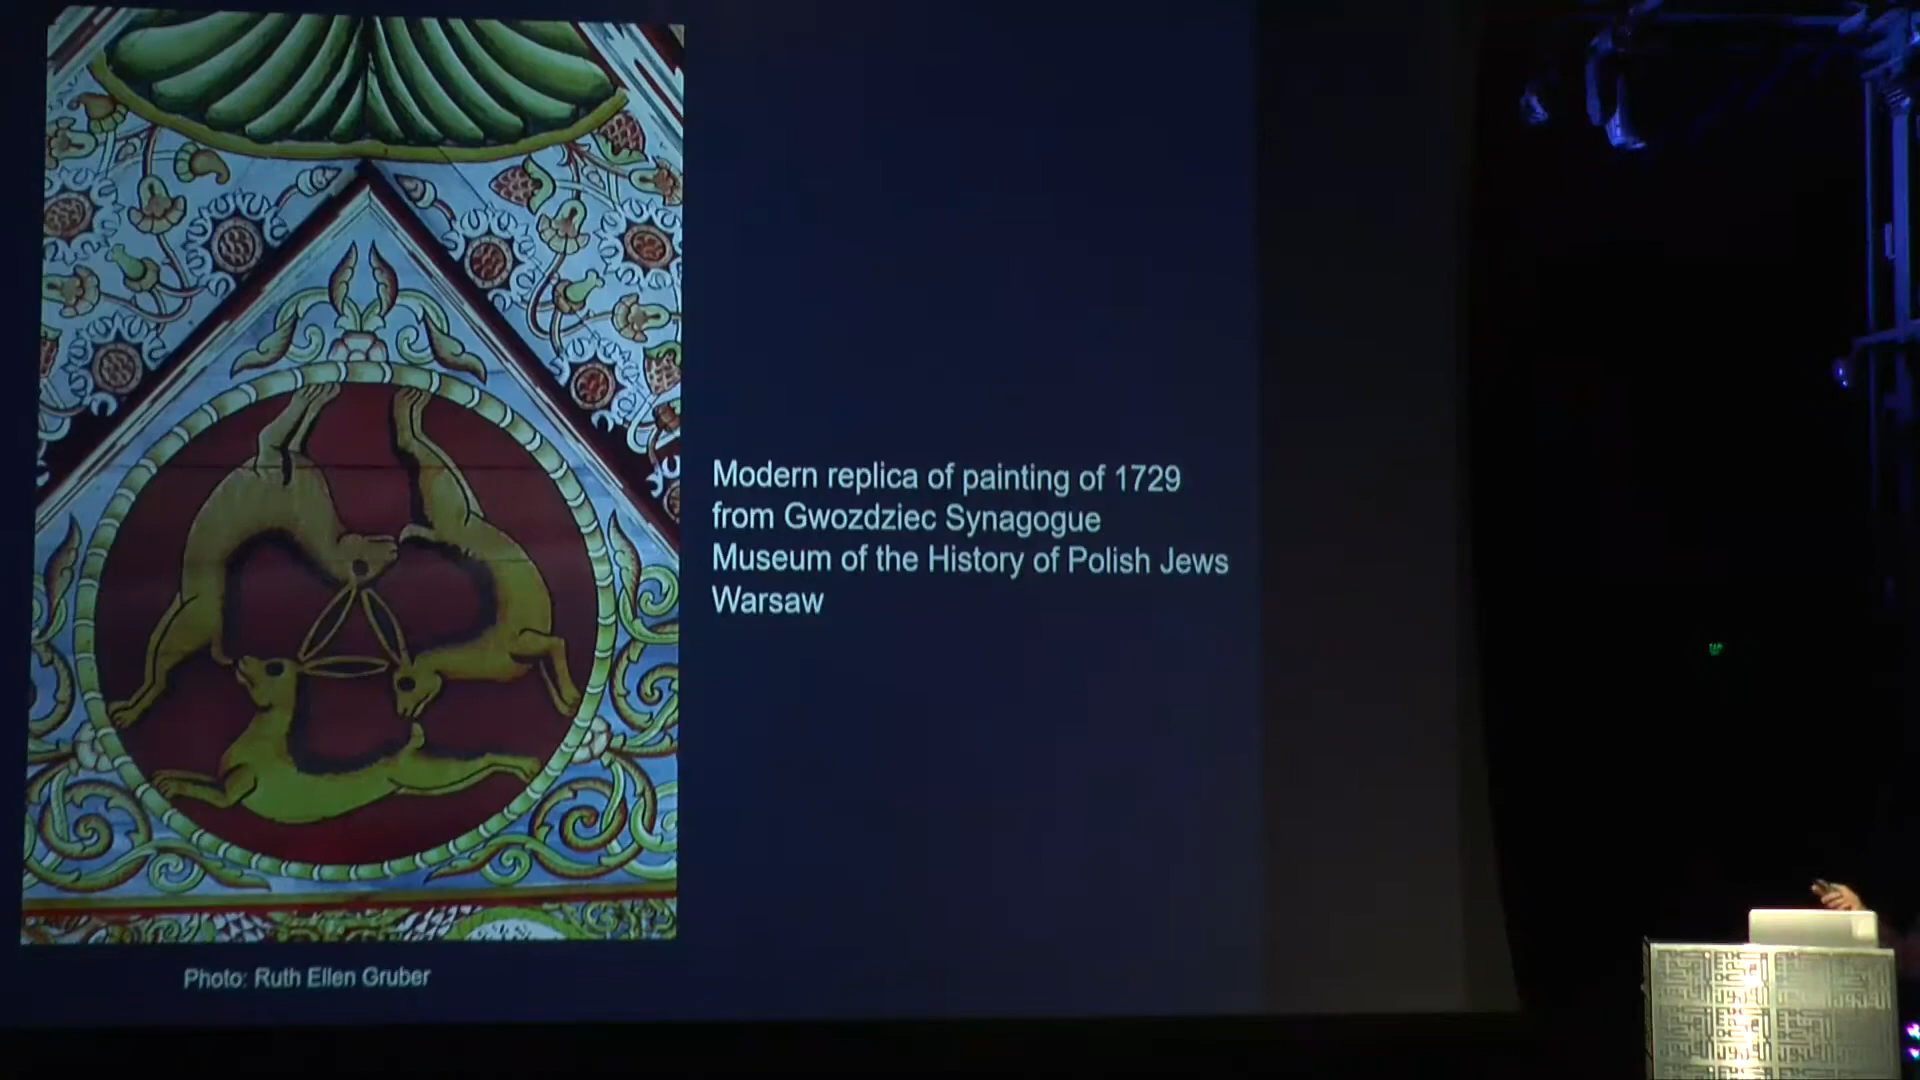 Modern replica of painting of 1729
from Gwozdziec Synagogue
Museum of the History of Polish Jews
Warsaw
Photo: Ruth Ellen Gruber